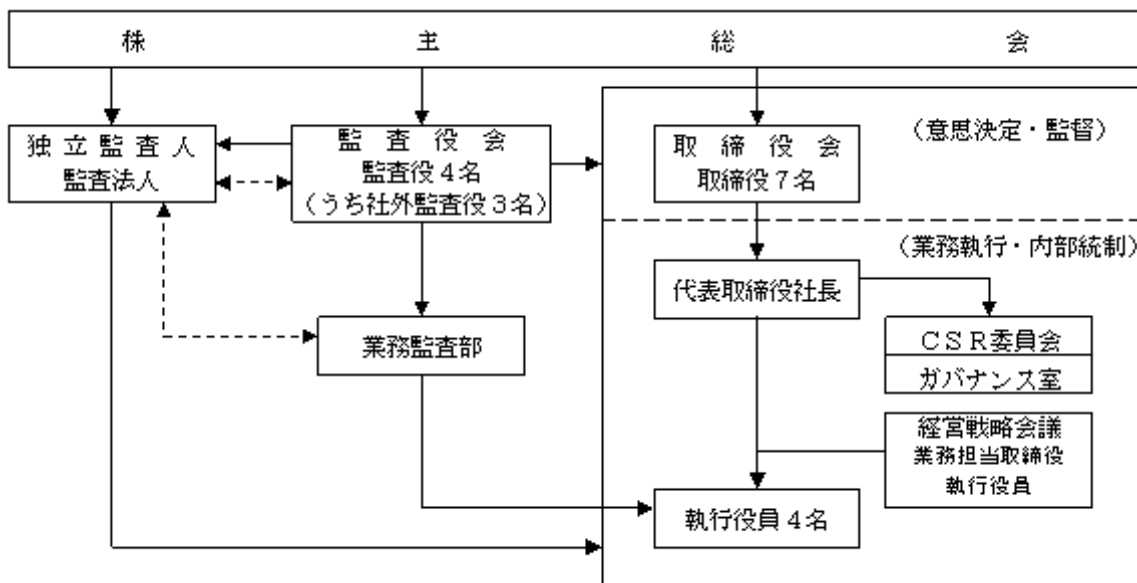 株主総会
独立監査人
監査法人
監査役会
監査役4名
(うち社外監査役3名)
取締役会
取締役7名
(意思決定・監督)
(業務執行・内部統制)
代表取締役社長
業務監査部
CSR委員会
ガバナンス室
経営戦略会議
業務担当取締役
執行役員
執行役員4名